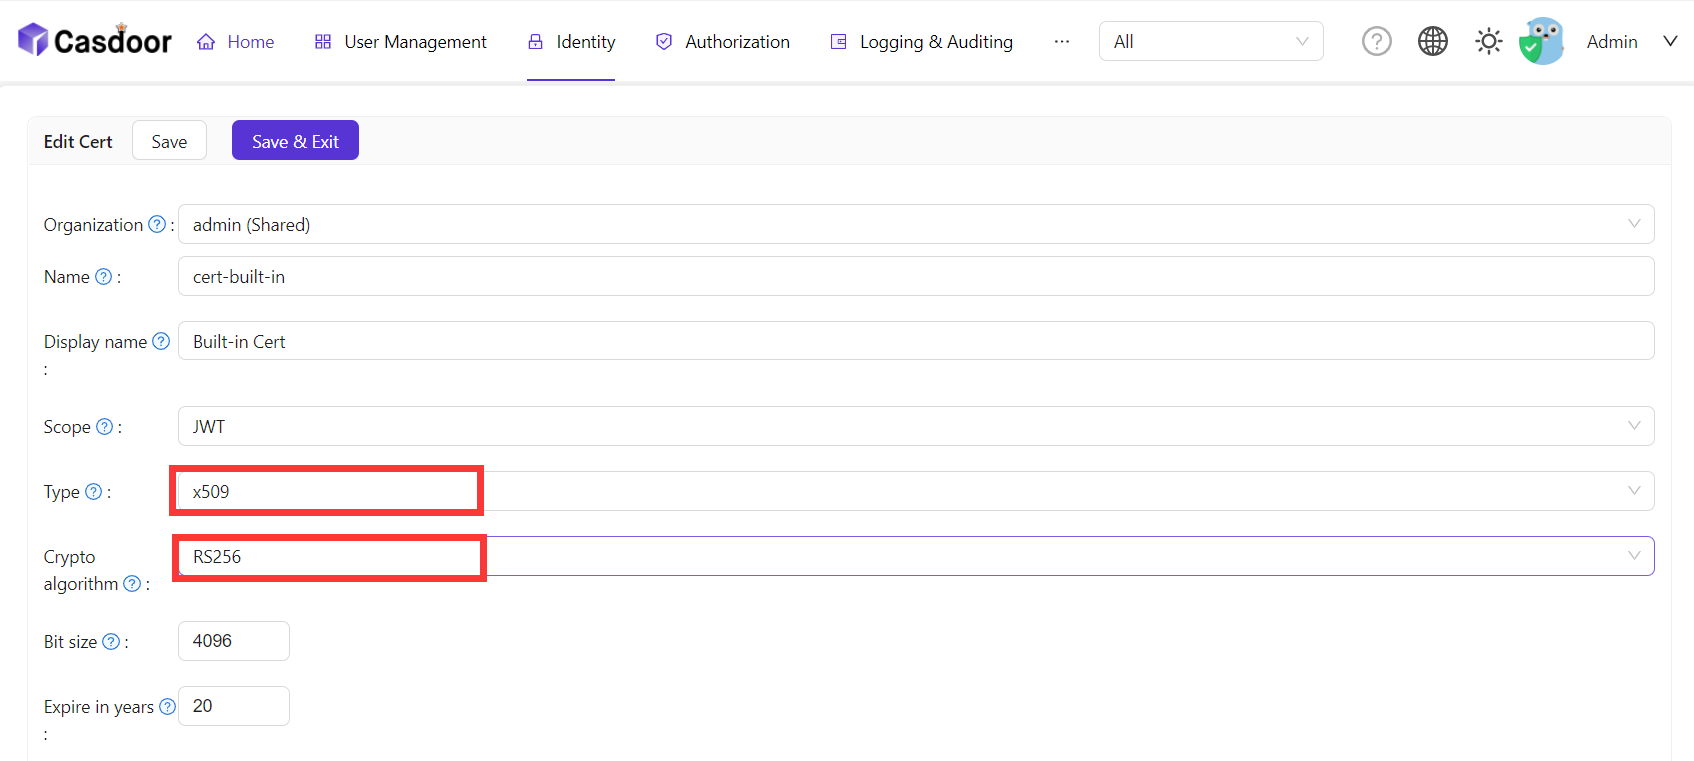 Casdoor Home User Management Identity Authorization Logging & Auditing ··· All ? Admin
Edit Cert Save Save & Exit
Organization ? : admin (Shared)
Name ? : cert-built-in
Display name ? : Built-in Cert
Scope ? : JWT
Type ? : x509
Crypto algorithm ? : RS256
Bit size ? : 4096
Expire in years ? : 20